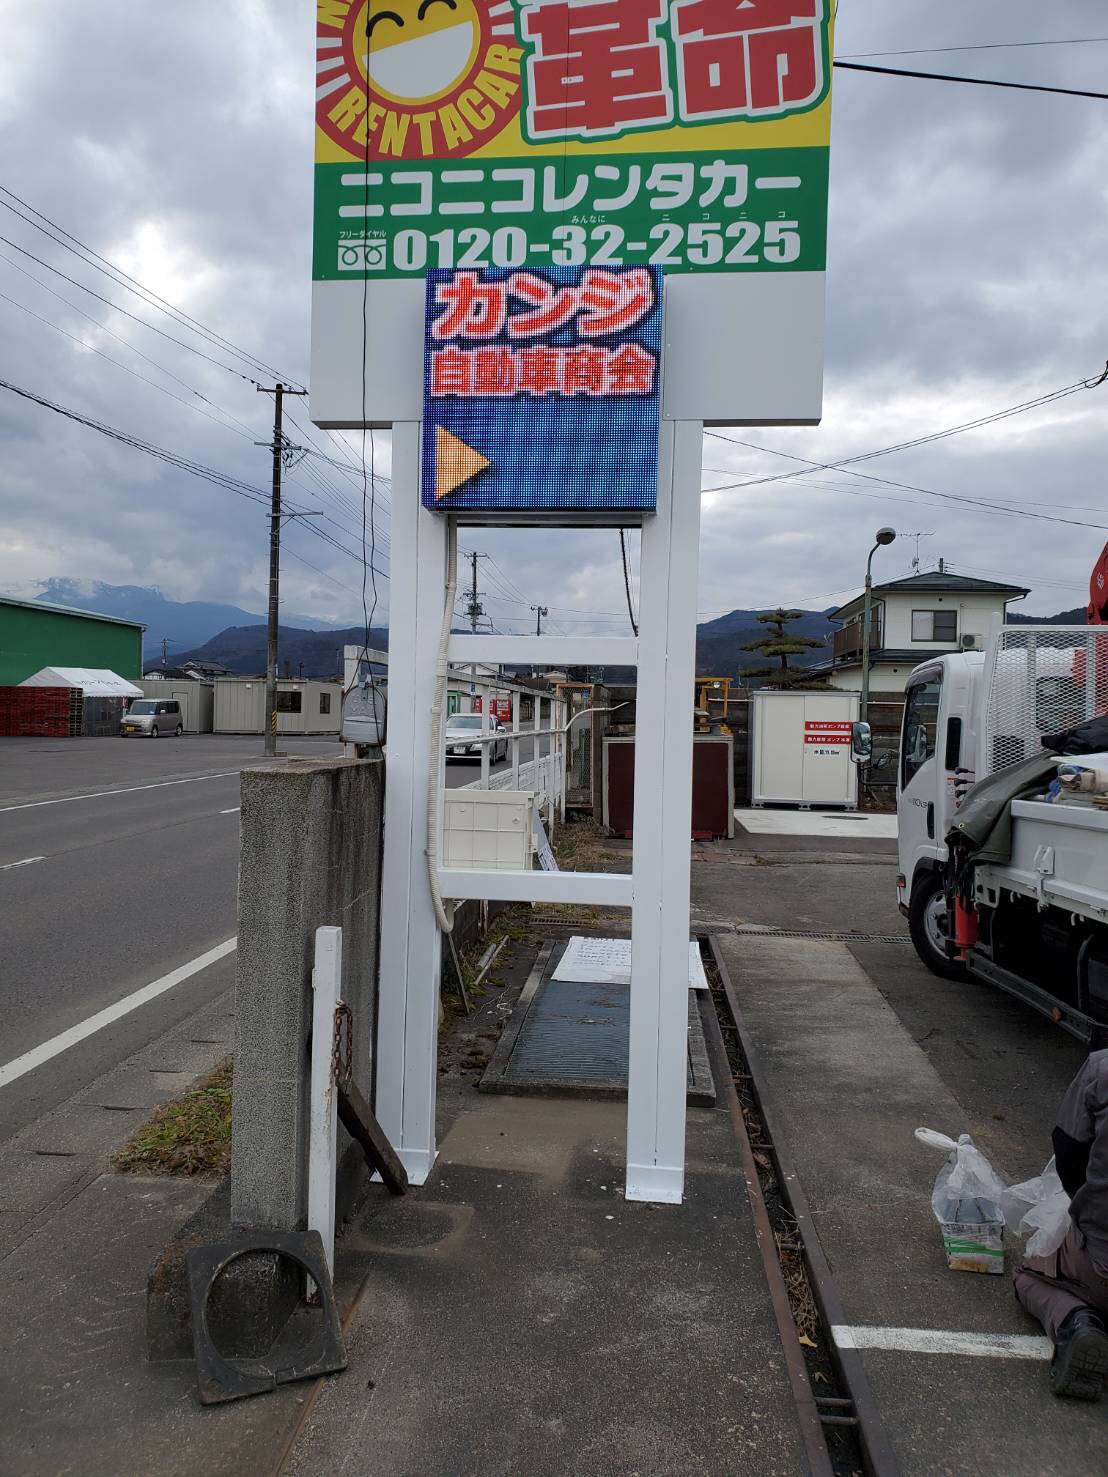 RENTACAR
革命
ニコニコレンタカー
みんなに ニ コ ニ コ
フリーダイヤル
0120-32-2525
カンジ
自動車商会